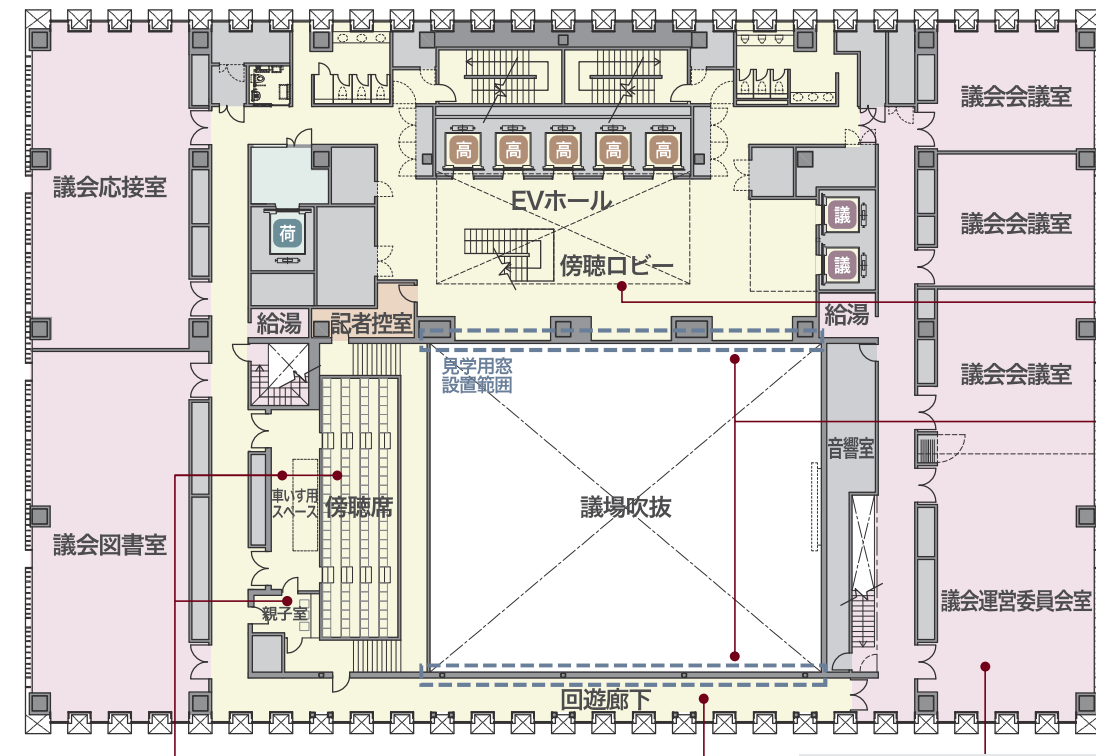 議会会議室
高 高 高 高 高
議会応接室
EVホール
議
議会会議室
荷
傍聴ロビー
議
給湯
記者控室
給湯
見学用窓
設置範囲
議会会議室
音響室
車いす用
スペース
傍聴席
議場吹抜
議会図書室
親子室
議会運営委員会室
回遊廊下